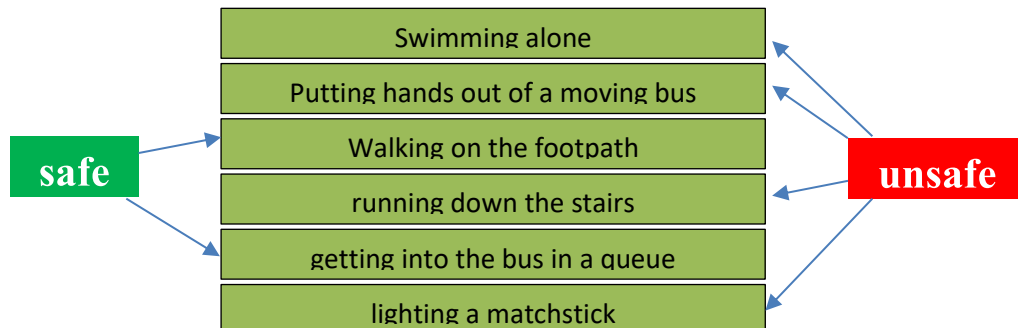 Swimming alone
Putting hands out of a moving bus
Walking on the footpath
safe
unsafe
running down the stairs
getting into the bus in a queue
lighting a matchstick